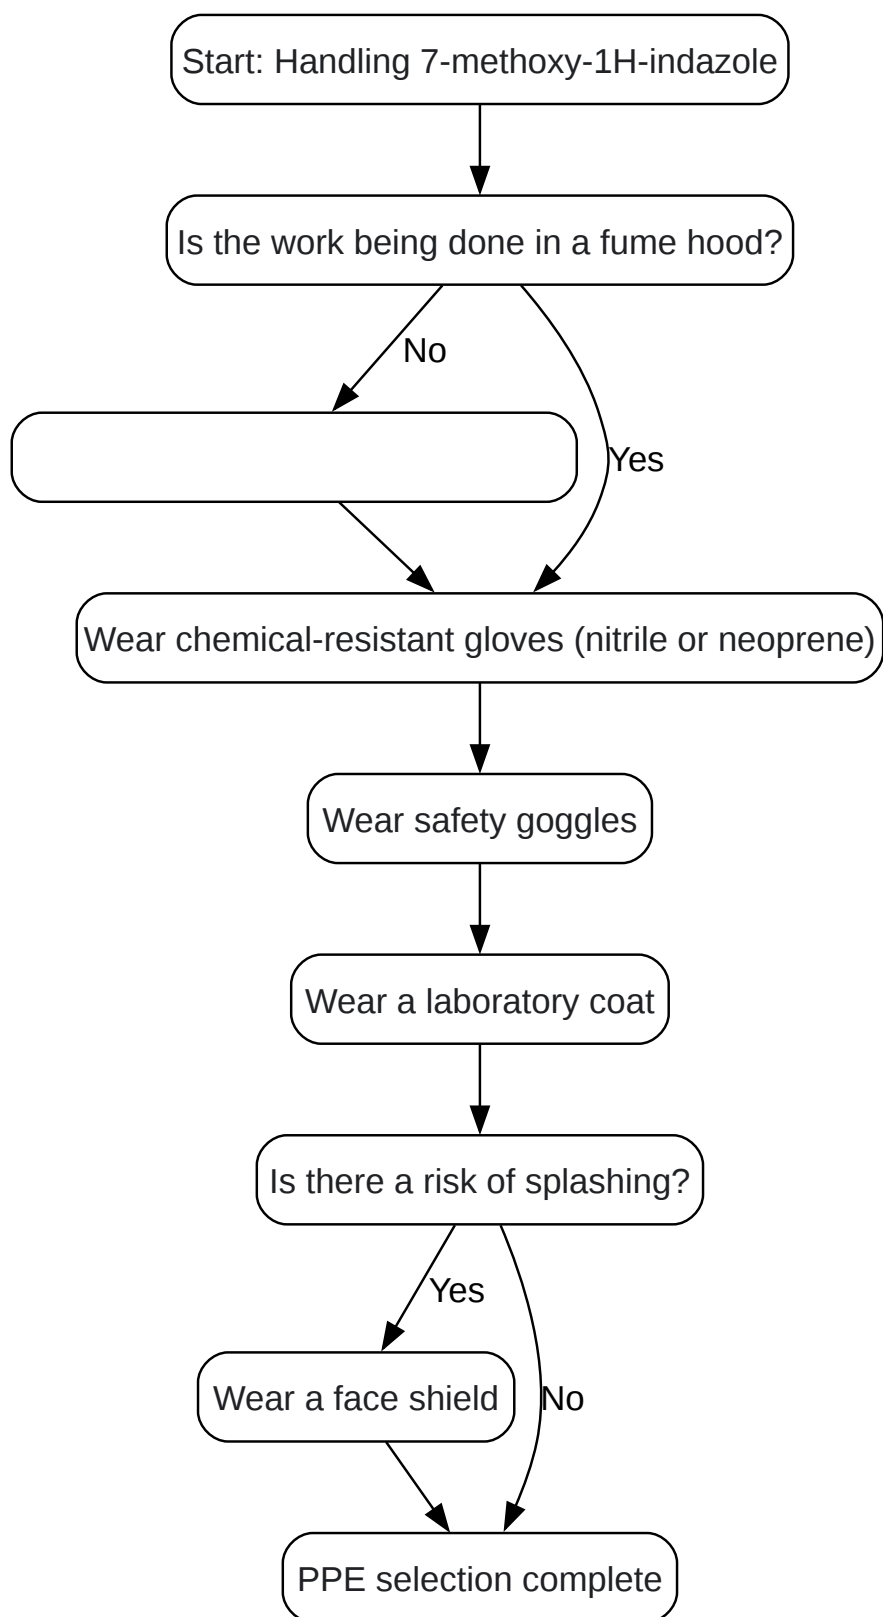 Start: Handling 7-methoxy-1H-indazole
Is the work being done in a fume hood?
No
Yes
Wear chemical-resistant gloves (nitrile or neoprene)
Wear safety goggles
Wear a laboratory coat
Is there a risk of splashing?
Yes
Wear a face shield
No
PPE selection complete